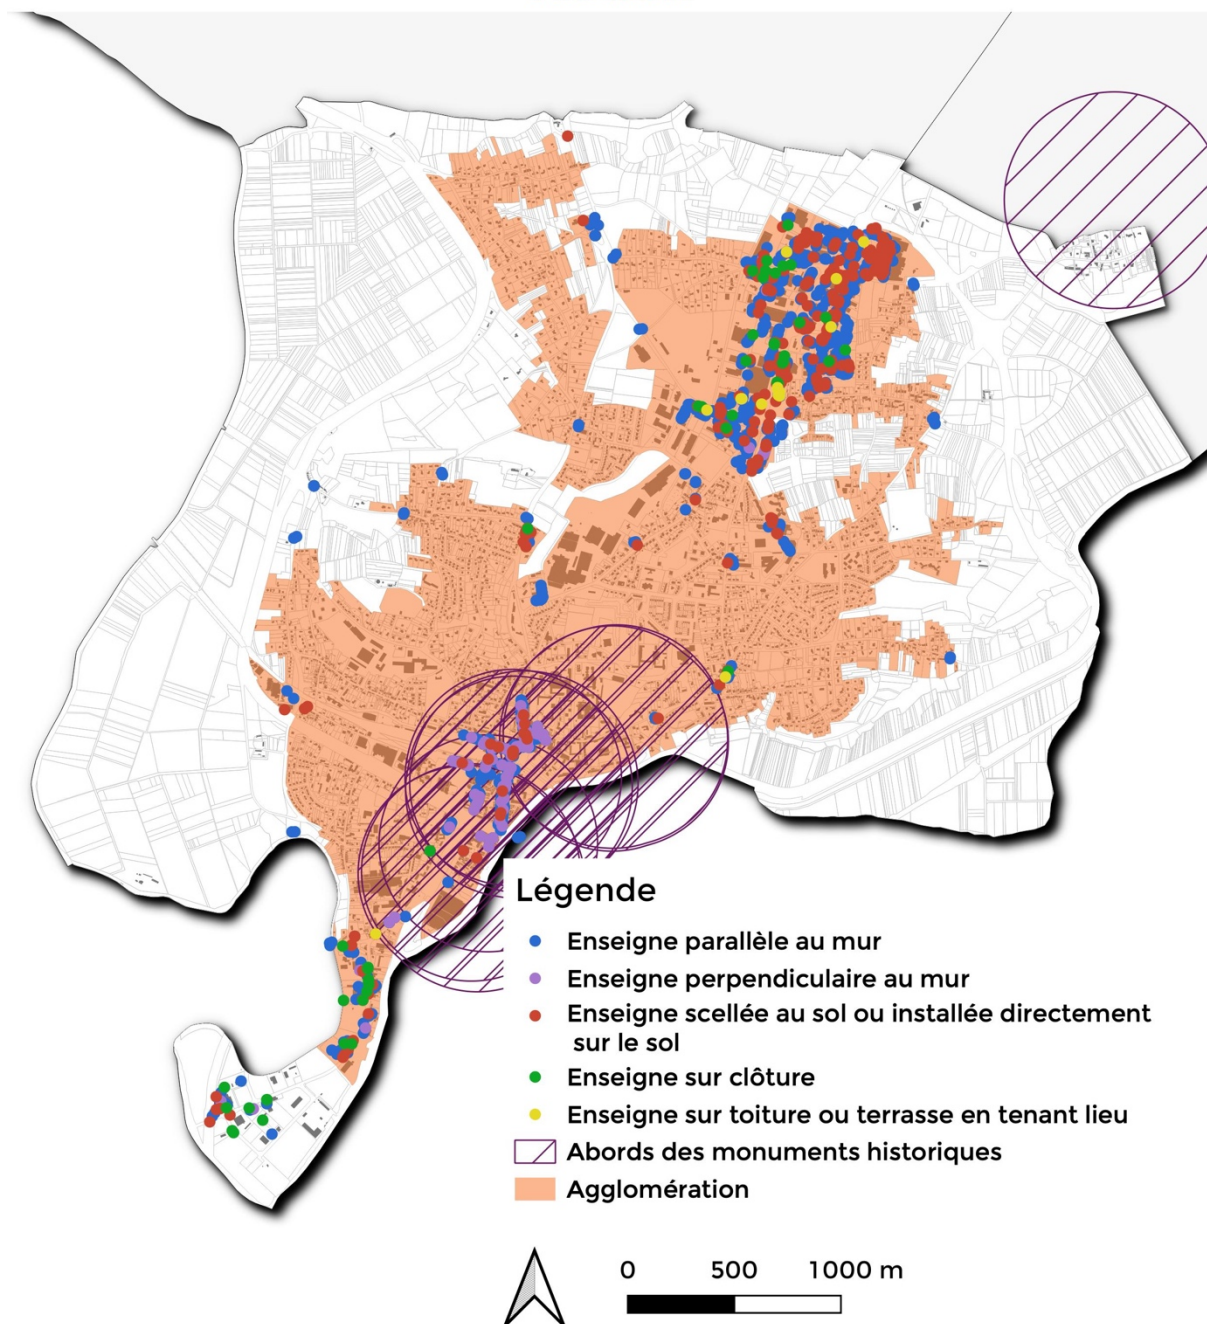 Légende
Enseigne parallèle au mur
Enseigne perpendiculaire au mur
Enseigne scellée au sol ou installée directement
sur le sol
Enseigne sur clôture
Enseigne sur toiture ou terrasse en tenant lieu
Abords des monuments historiques
Agglomération
0 500 1000 m